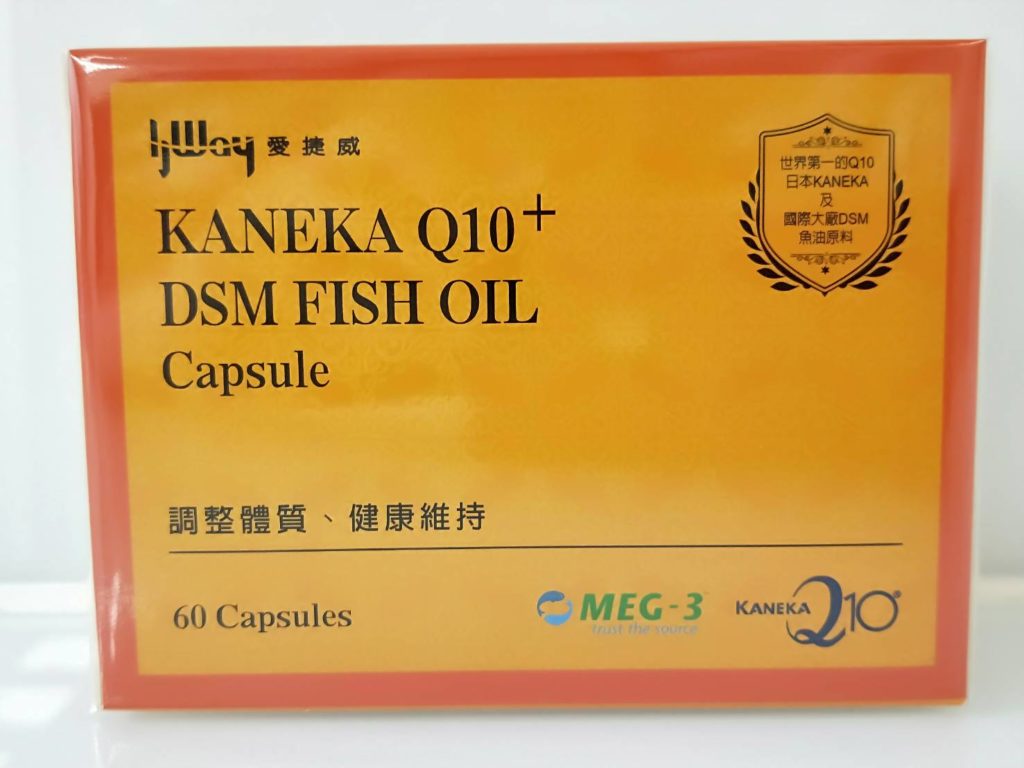 IjWay 愛捷威
KANEKA Q10+
DSM FISH OIL
Capsule
世界第一的Q10
日本KANEKA
及
國際大廠DSM
魚油原料
調整體質、健康維持
60 Capsules
MEG-3™
trust the source
KANEKA Q10®